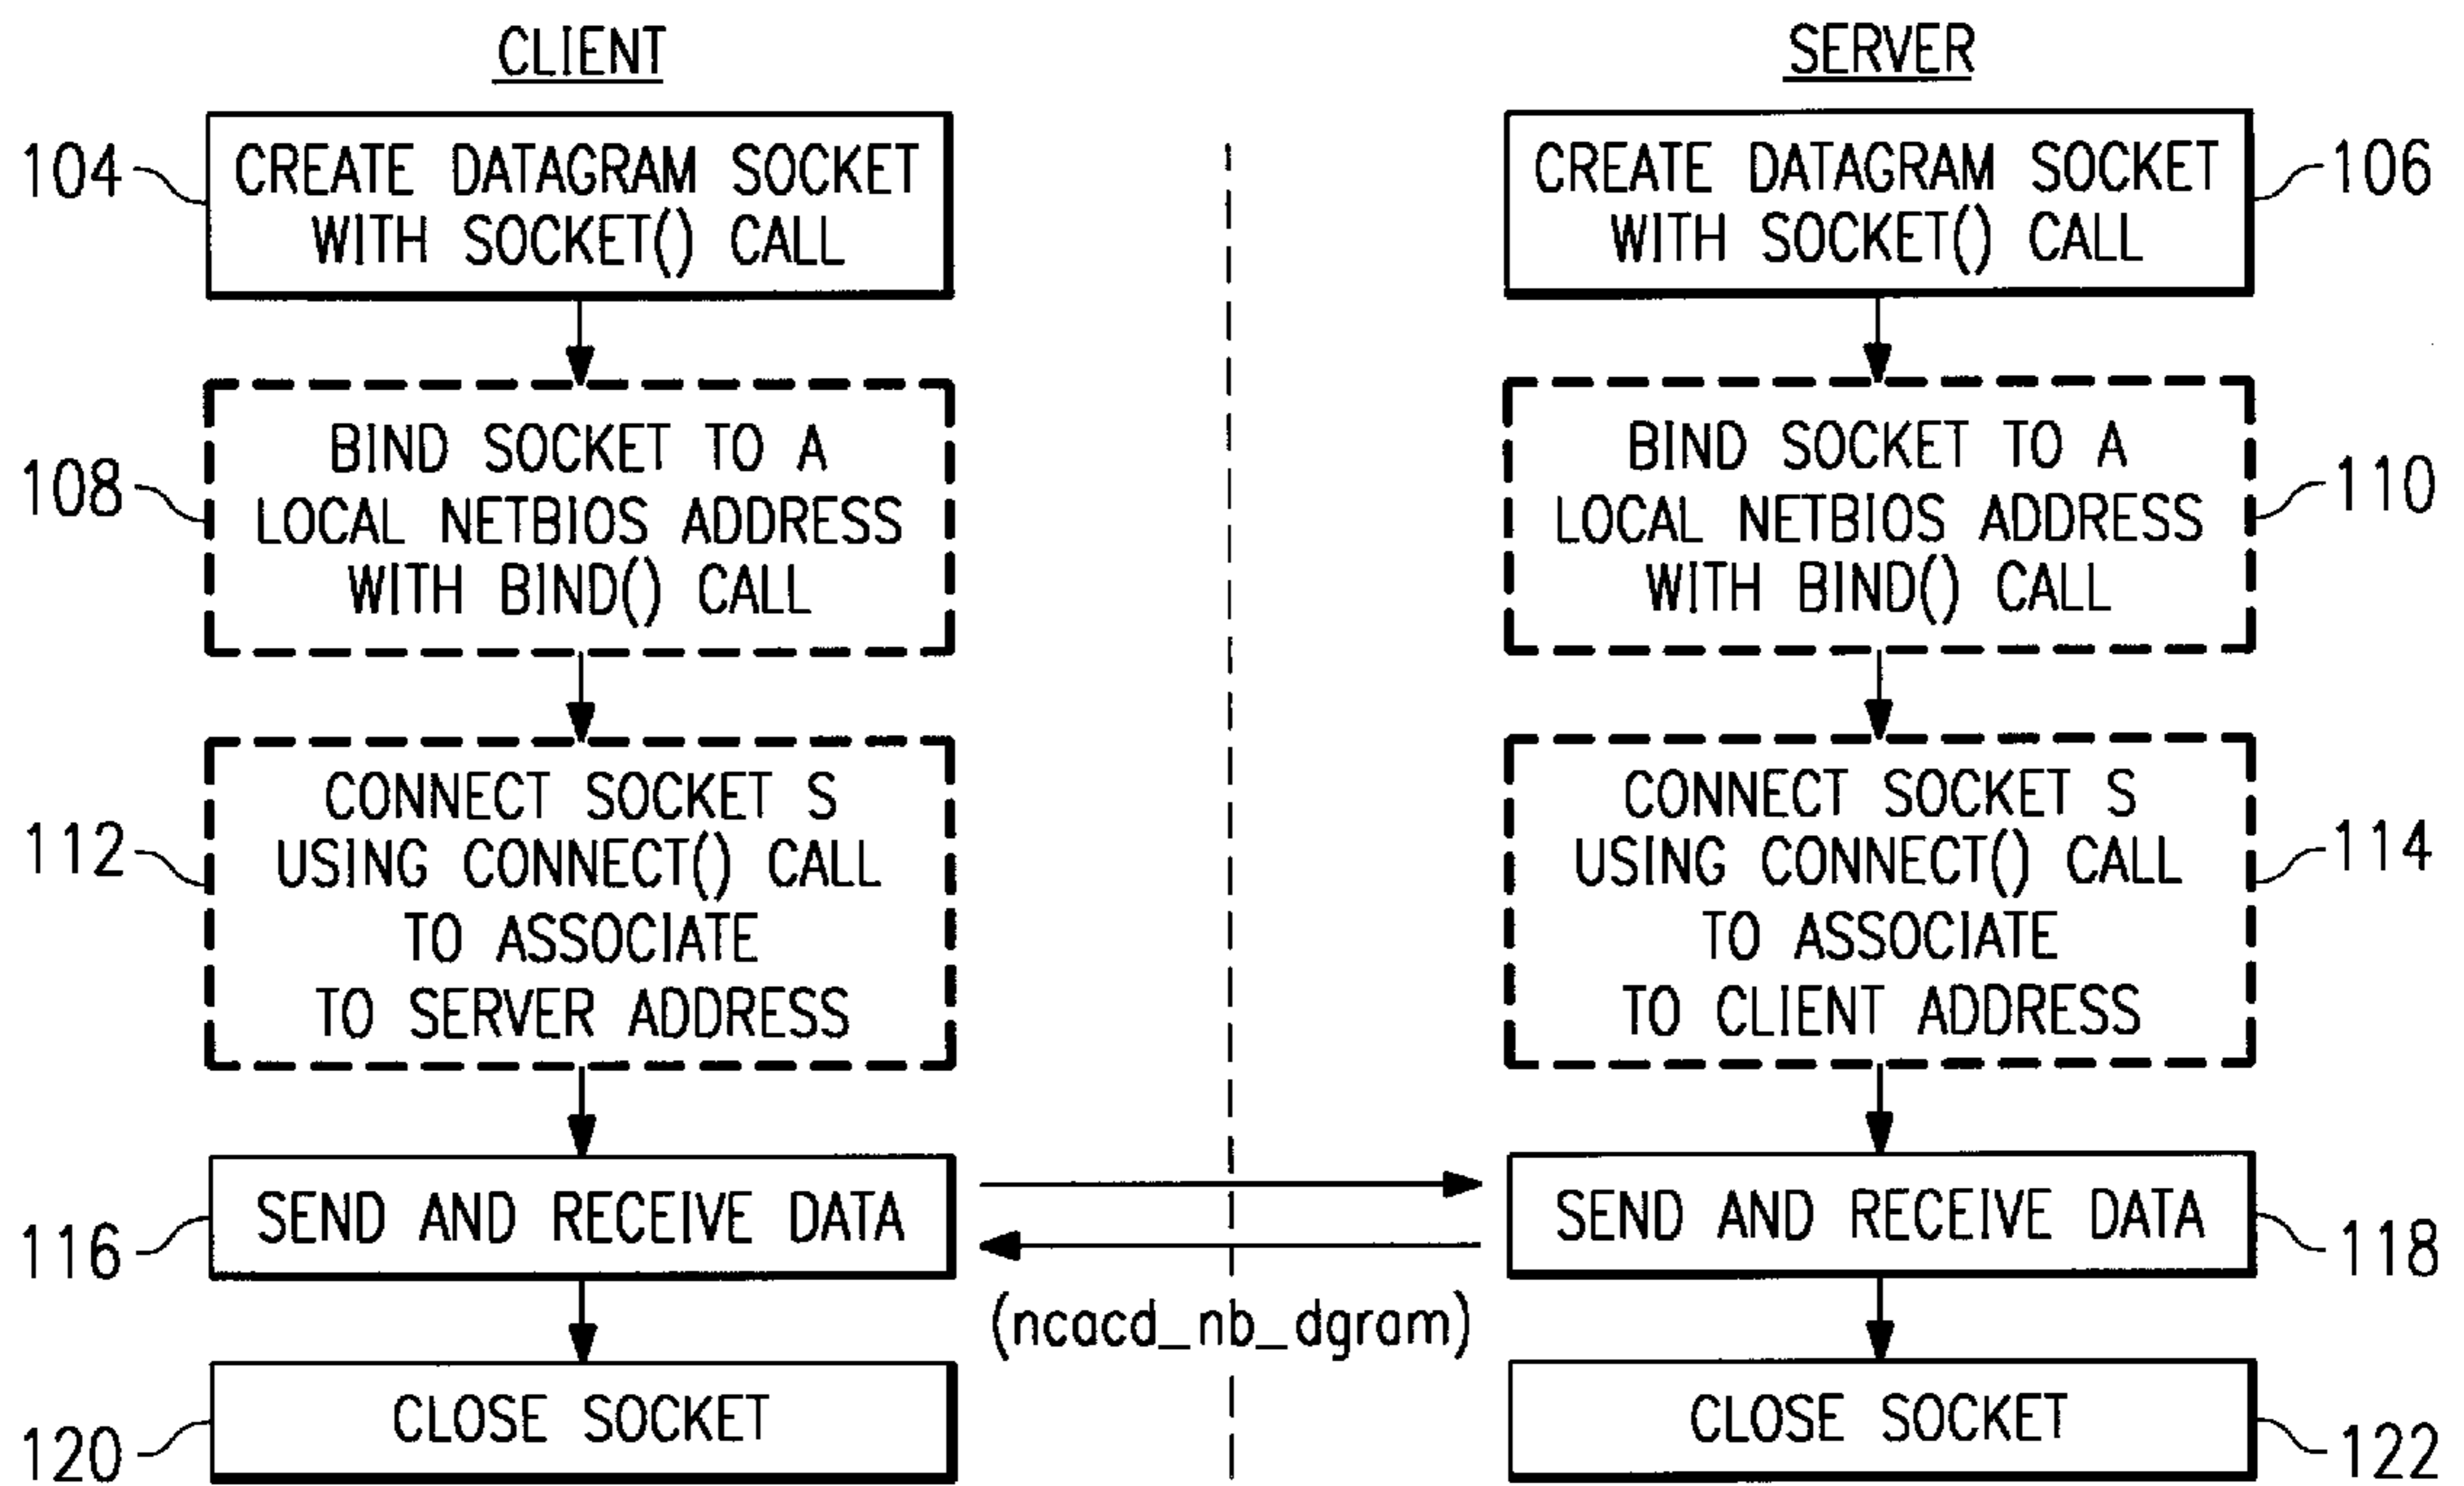 CLIENT
104
CREATE DATAGRAM SOCKET
WITH SOCKET() CALL
108
BIND SOCKET TO A
LOCAL NETBIOS ADDRESS
WITH BIND() CALL
112
CONNECT SOCKET S
USING CONNECT() CALL
TO ASSOCIATE
TO SERVER ADDRESS
116
SEND AND RECEIVE DATA
120
CLOSE SOCKET
(ncacd_nb_dgram)
SERVER
CREATE DATAGRAM SOCKET
WITH SOCKET() CALL
106
BIND SOCKET TO A
LOCAL NETBIOS ADDRESS
WITH BIND() CALL
110
CONNECT SOCKET S
USING CONNECT() CALL
TO ASSOCIATE
TO CLIENT ADDRESS
114
SEND AND RECEIVE DATA
118
CLOSE SOCKET
122